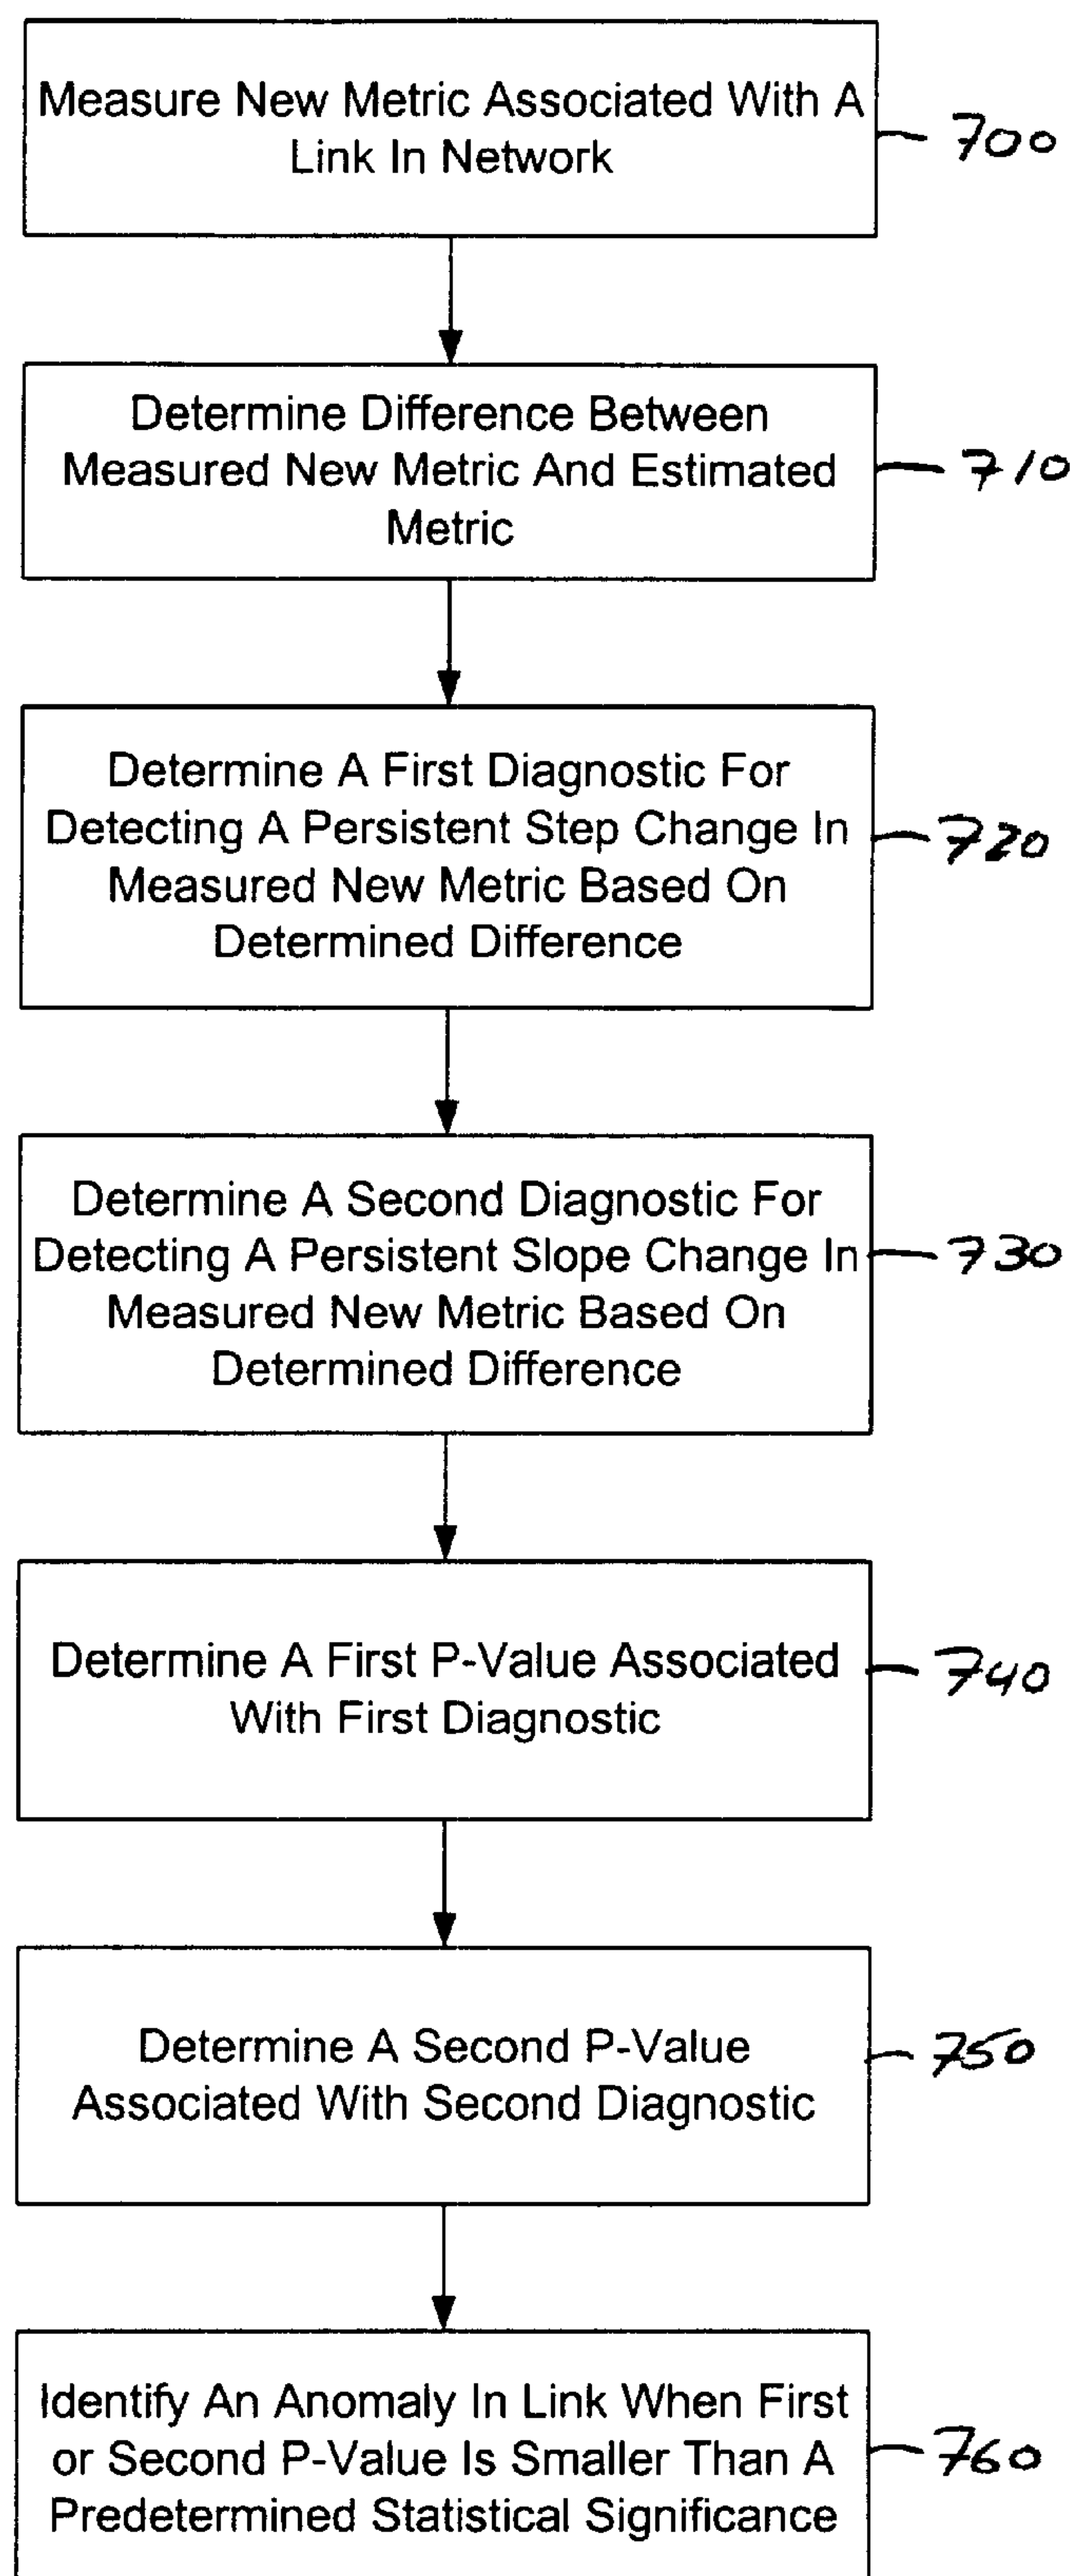 Measure New Metric Associated With A
Link In Network
700
Determine Difference Between
Measured New Metric And Estimated
Metric
710
Determine A First Diagnostic For
Detecting A Persistent Step Change In
Measured New Metric Based On
Determined Difference
720
Determine A Second Diagnostic For
Detecting A Persistent Slope Change In
Measured New Metric Based On
Determined Difference
730
Determine A First P-Value Associated
With First Diagnostic
740
Determine A Second P-Value
Associated With Second Diagnostic
750
Identify An Anomaly In Link When First
or Second P-Value Is Smaller Than A
Predetermined Statistical Significance
760